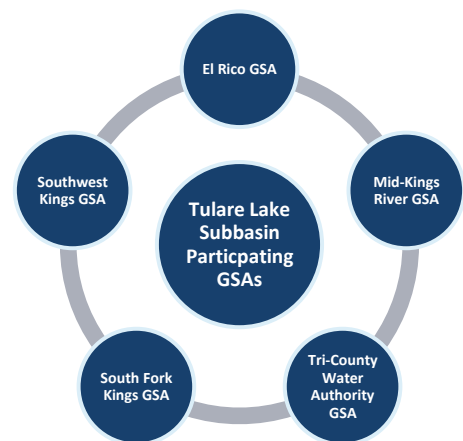 El Rico GSA
Southwest
Kings GSA
Mid-Kings
River GSA
Tulare Lake
Subbasin
Particpating
GSAs
South Fork
Kings GSA
Tri-County
Water
Authority
GSA